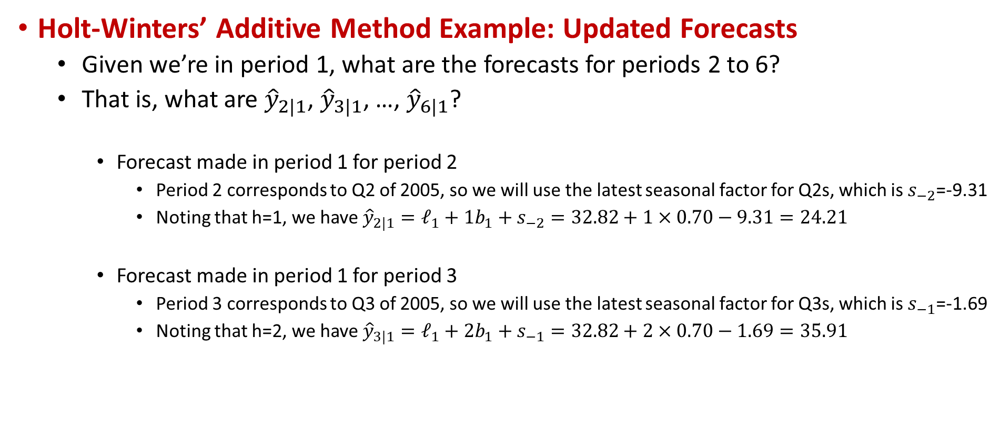 • Holt-Winters’ Additive Method Example: Updated Forecasts
• Given we’re in period 1, what are the forecasts for periods 2 to 6?
• That is, what are ŷ₂|₁, ŷ₃|₁, …, ŷ₆|₁?
• Forecast made in period 1 for period 2
• Period 2 corresponds to Q2 of 2005, so we will use the latest seasonal factor for Q2s, which is s₋₂=-9.31
• Noting that h=1, we have ŷ₂|₁ = ℓ₁ + 1b₁ + s₋₂ = 32.82 + 1 × 0.70 − 9.31 = 24.21
• Forecast made in period 1 for period 3
• Period 3 corresponds to Q3 of 2005, so we will use the latest seasonal factor for Q3s, which is s₋₁=-1.69
• Noting that h=2, we have ŷ₃|₁ = ℓ₁ + 2b₁ + s₋₁ = 32.82 + 2 × 0.70 − 1.69 = 35.91